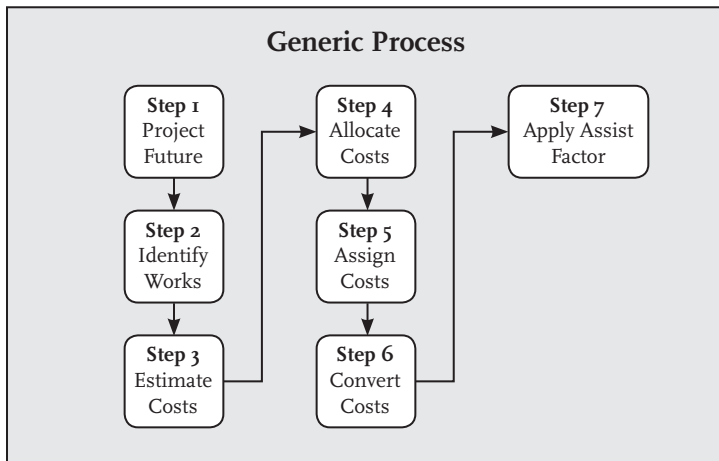 Generic Process
Step 1
Project
Future
Step 2
Identify
Works
Step 3
Estimate
Costs
Step 4
Allocate
Costs
Step 5
Assign
Costs
Step 6
Convert
Costs
Step 7
Apply Assist
Factor